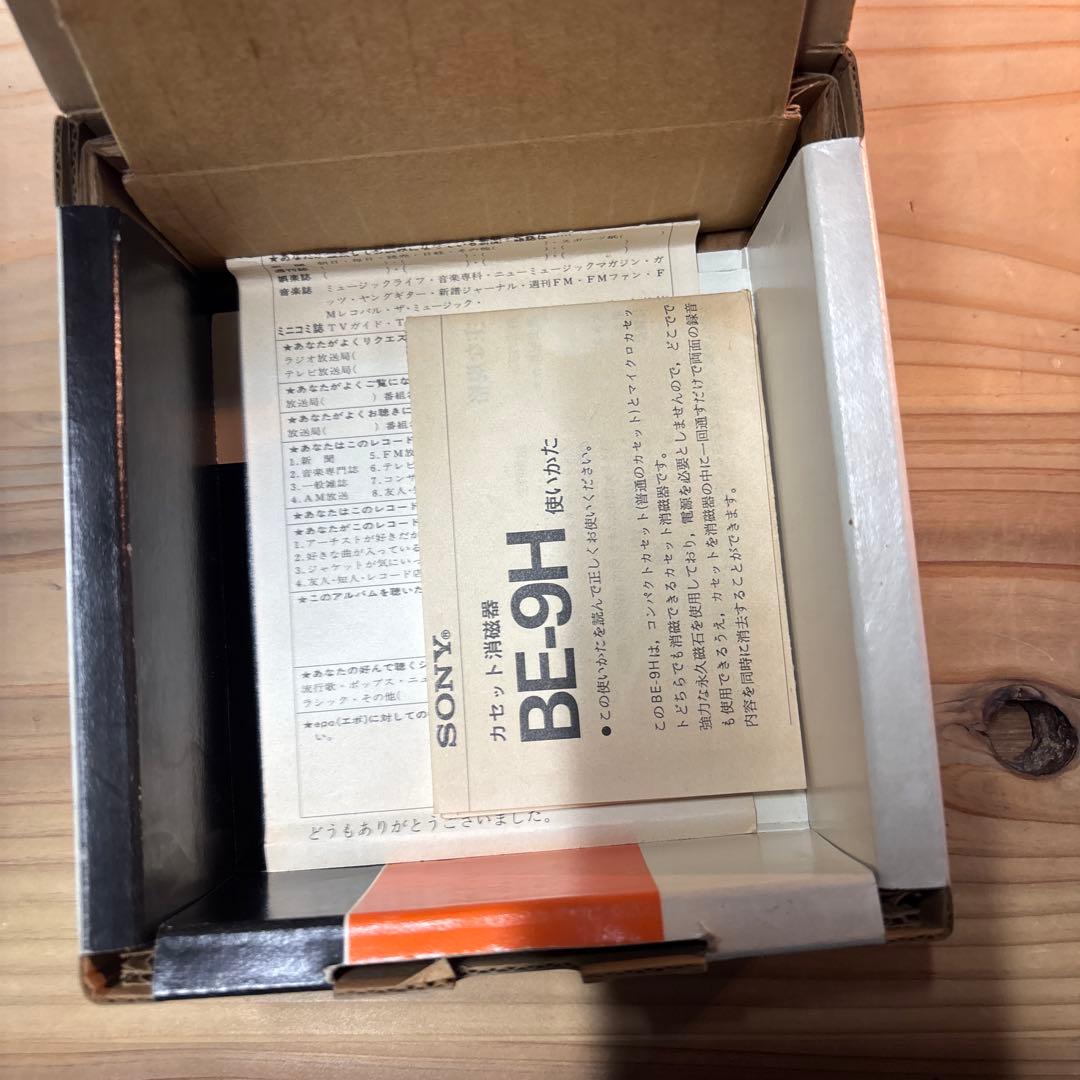 娯楽誌
音楽誌 ミュージックライフ・音楽専科・ニューミュージックマガジン・ガ
ッツ・ヤングギター・新譜ジャーナル・週刊FM・FMファン・F
Mレコパル・ザ・ミュージック・
ミニコミ誌 TVガイド・T
★あなたがよくリクエス
ラジオ放送局(
テレビ放送局(
★あなたがよくご覧にな
放送局( ) 番組名
★あなたがよくお聴きに
放送局( ) 番組
★あなたはこのレコード
1.新 聞 5.FM放
2.音楽専門誌 6.テレビ
3.一般雑誌 7.コンサ
4.AM放送 8.友人・
★あなたはこのレコード
★あなたがこのレコード
1.アーチストが好きだか
2.好きな曲が入っている
3.ジャケットが気にいっ
4.友人・知人・レコード店
★このアルバムを聴いた
★あなたの好んで聴くジ
流行歌・ポップス・ニュ
ラシック・その他(
★epo(エポ)に対しての
い。
どうもありがとうございました。
SONY®
カセット消磁器
BE-9H 使いかた
●この使いかたを読んで正しくお使いください。
このBE-9Hは，コンパクトカセット(普通のカセット)とマイクロカセッ
トどちらでも消磁できるカセット消磁器です。
強力な永久磁石を使用しており，電源を必要としませんので，どこでで
も使用できるうえ，カセットを消磁器の中に一回通すだけで両面の録音
内容を同時に消去することができます。